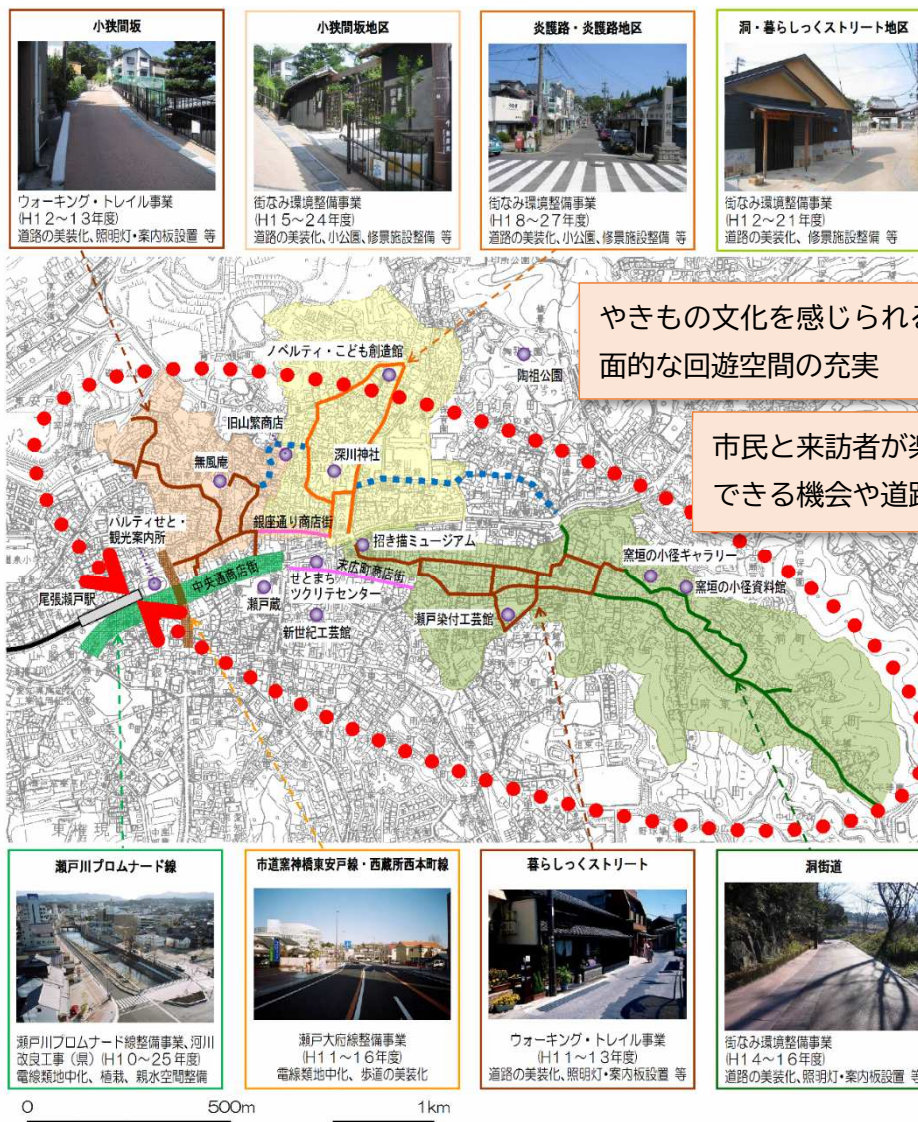 小狭間坂
ウォーキング・トレイル事業
(H12〜13年度)
道路の美装化、照明灯・案内板設置 等
小狭間坂地区
街なみ環境整備事業
(H15〜24年度)
道路の美装化、小公園、修景施設整備 等
炎護路・炎護路地区
街なみ環境整備事業
(H18〜27年度)
道路の美装化、小公園、修景施設整備 等
洞・暮らしっくストリート地区
街なみ環境整備事業
(H12〜21年度)
道路の美装化、修景施設整備 等
やきもの文化を感じられる
面的な回遊空間の充実
市民と来訪者が楽
できる機会や道路
ノベルティ・こども創造館
陶祖公園
旧山繁商店
無風庵
深川神社
銀座通り商店街
パルティせと・
観光案内所
招き猫ミュージアム
窯垣の小径ギャラリー
中央通商店街
末広町商店街
せとまち
ツクリテセンター
窯垣の小径資料館
尾張瀬戸駅
瀬戸蔵
新世紀工芸館
瀬戸染付工芸館
東権現
瀬戸川プロムナード線
瀬戸川プロムナード線整備事業、河川
改良工事(県)(H10〜25年度)
電線類地中化、植栽、親水空間整備
市道窯神橋東安戸線・西蔵所西本町線
瀬戸大府線整備事業
(H11〜16年度)
電線類地中化、歩道の美装化
暮らしっくストリート
ウォーキング・トレイル事業
(H11〜13年度)
道路の美装化、照明灯・案内板設置 等
洞街道
街なみ環境整備事業
(H14〜16年度)
道路の美装化、照明灯・案内板設置 等
0 500m 1km